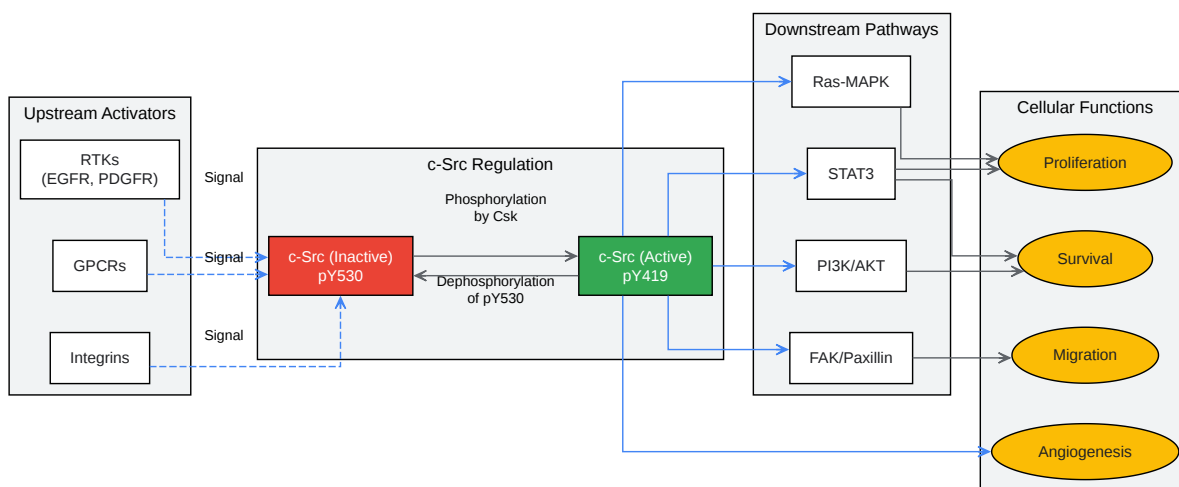 Upstream Activators
RTKs
(EGFR, PDGFR)
GPCRs
Integrins
Signal
Signal
Signal
c-Src Regulation
Phosphorylation
by Csk
c-Src (Inactive)
pY530
c-Src (Active)
pY419
Dephosphorylation
of pY530
Downstream Pathways
Ras-MAPK
STAT3
PI3K/AKT
FAK/Paxillin
Cellular Functions
Proliferation
Survival
Migration
Angiogenesis